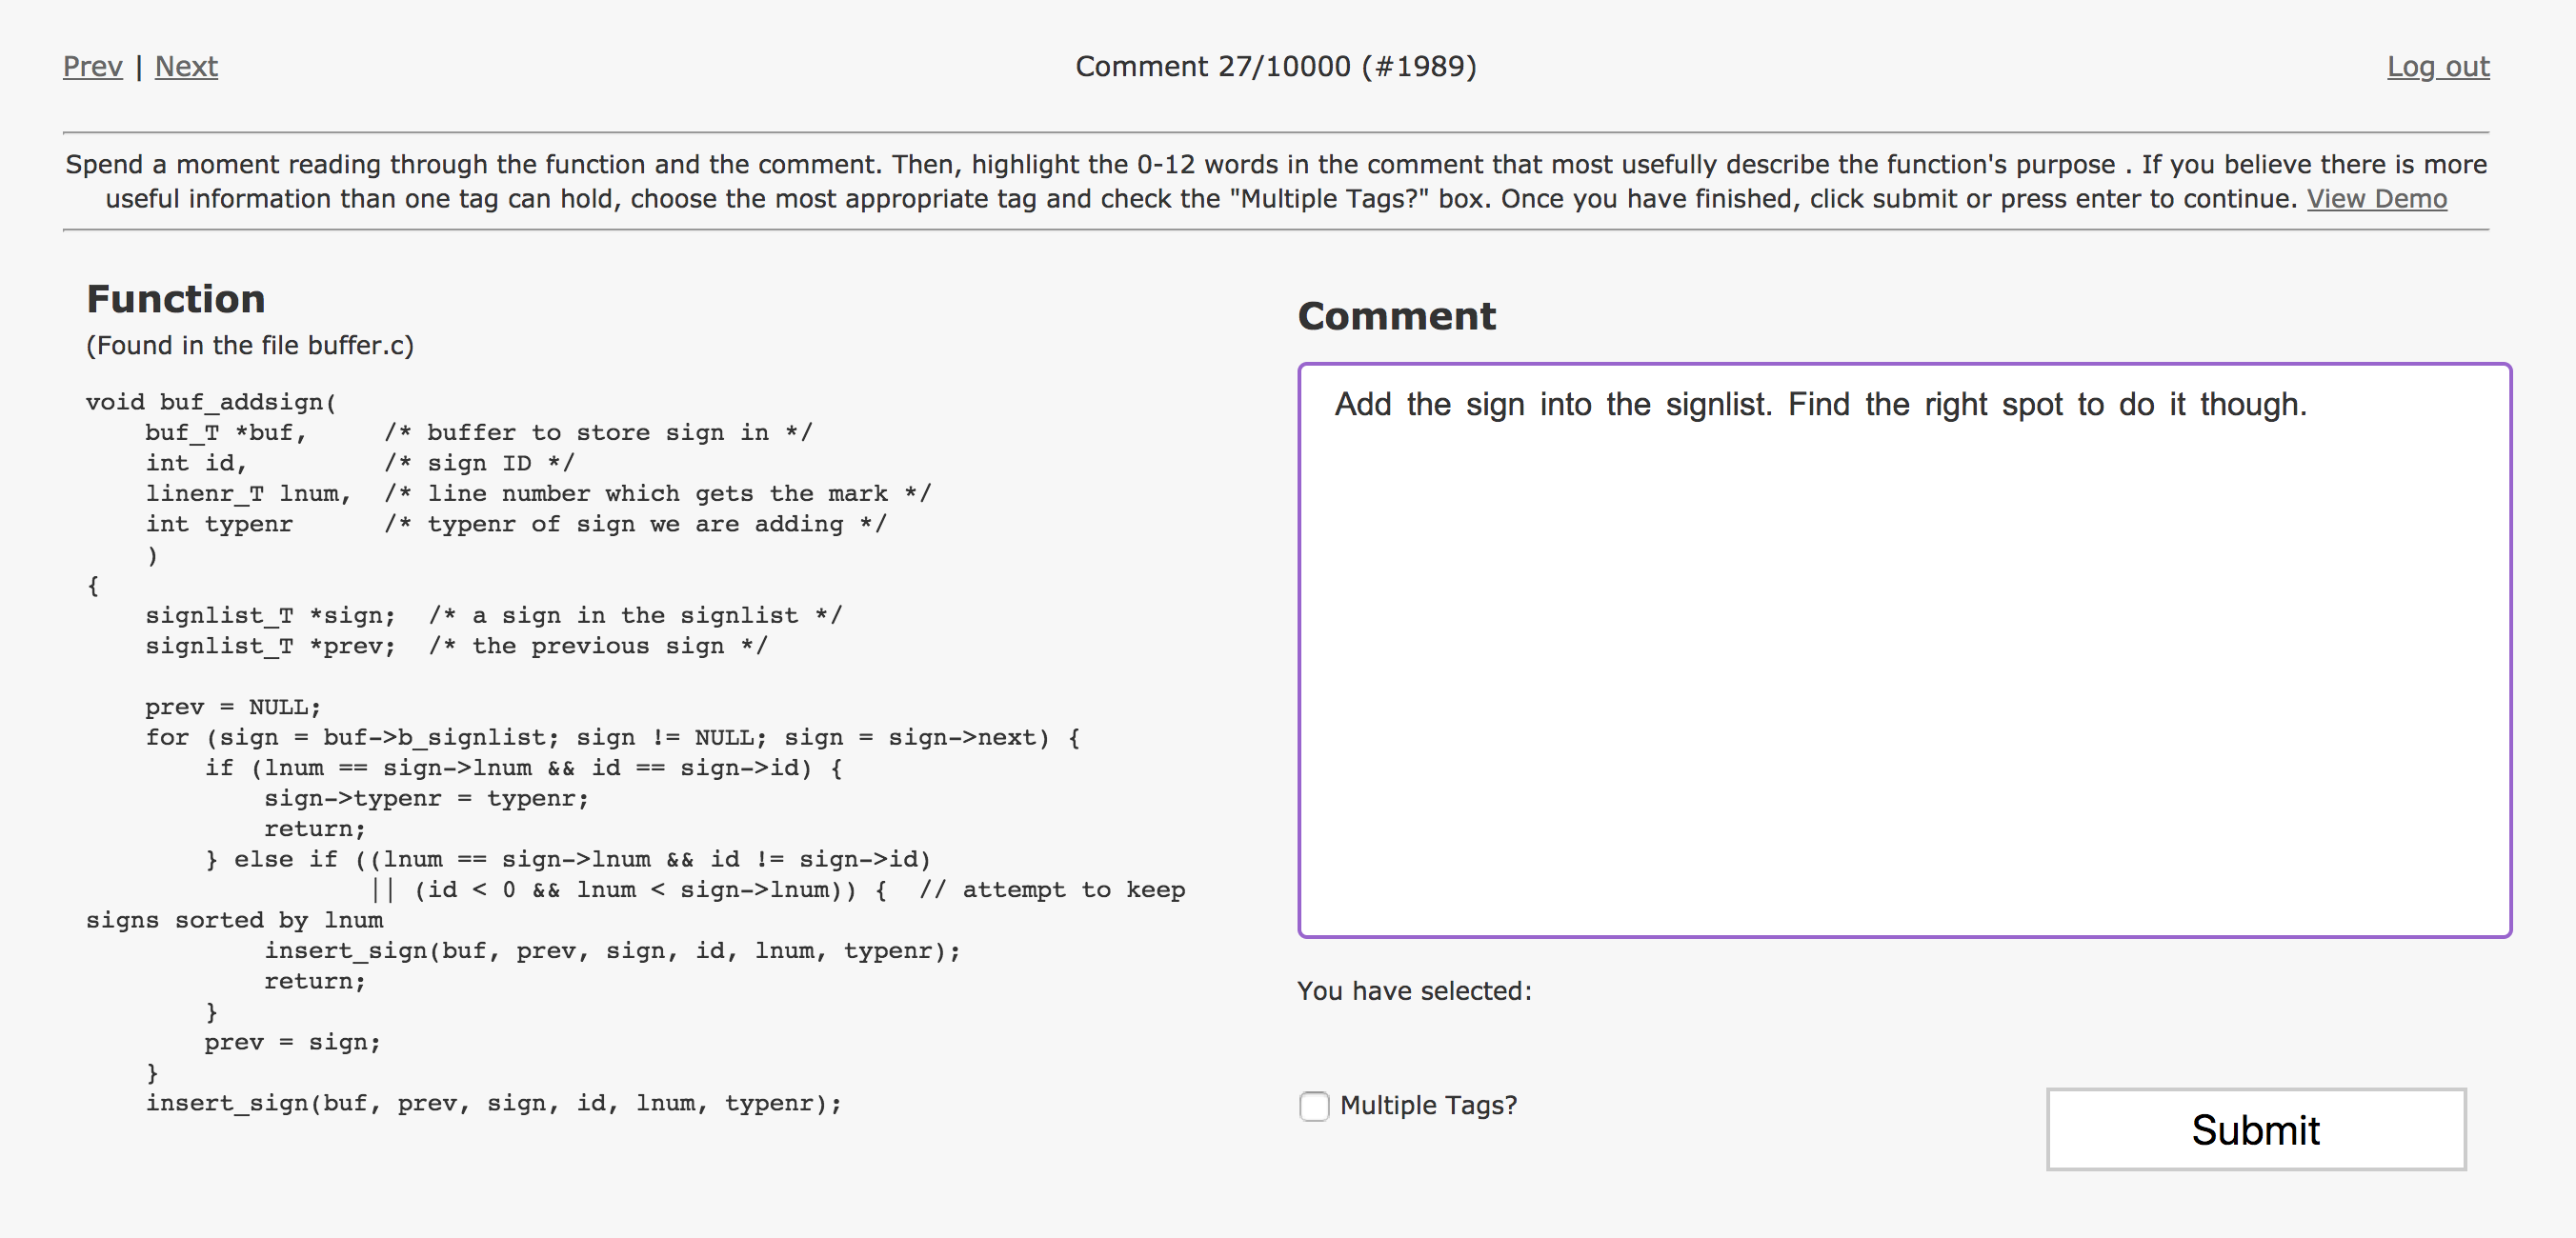 Prev | Next
Comment 27/10000 (#1989)
Log out
Spend a moment reading through the function and the comment. Then, highlight the 0-12 words in the comment that most usefully describe the function's purpose . If you believe there is more
useful information than one tag can hold, choose the most appropriate tag and check the "Multiple Tags?" box. Once you have finished, click submit or press enter to continue. View Demo
Function
(Found in the file buffer.c)
void buf_addsign(
    buf_T *buf,     /* buffer to store sign in */
    int id,         /* sign ID */
    linenr_T lnum,  /* line number which gets the mark */
    int typenr      /* typenr of sign we are adding */
    )
{
    signlist_T *sign;  /* a sign in the signlist */
    signlist_T *prev;  /* the previous sign */

    prev = NULL;
    for (sign = buf->b_signlist; sign != NULL; sign = sign->next) {
        if (lnum == sign->lnum && id == sign->id) {
            sign->typenr = typenr;
            return;
        } else if ((lnum == sign->lnum && id != sign->id)
                   || (id < 0 && lnum < sign->lnum)) {  // attempt to keep
signs sorted by lnum
            insert_sign(buf, prev, sign, id, lnum, typenr);
            return;
        }
        prev = sign;
    }
    insert_sign(buf, prev, sign, id, lnum, typenr);
Comment
Add the sign into the signlist. Find the right spot to do it though.
You have selected:
Multiple Tags?
Submit